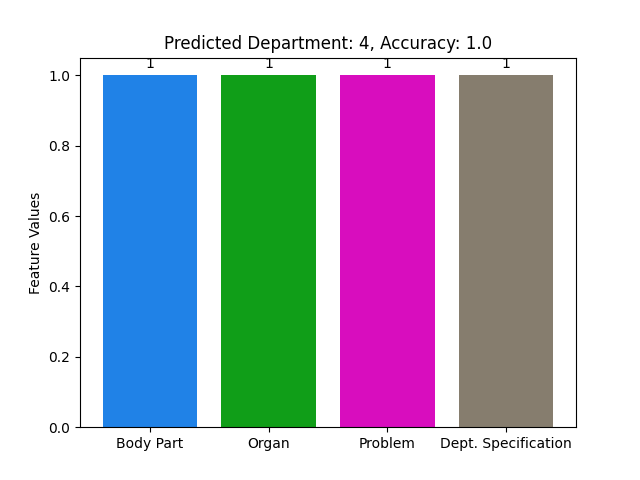 Predicted Department: 4, Accuracy: 1.0
1 1 1 1
1.0
0.8
0.6
0.4
0.2
0.0
Feature Values
Body Part Organ Problem Dept. Specification